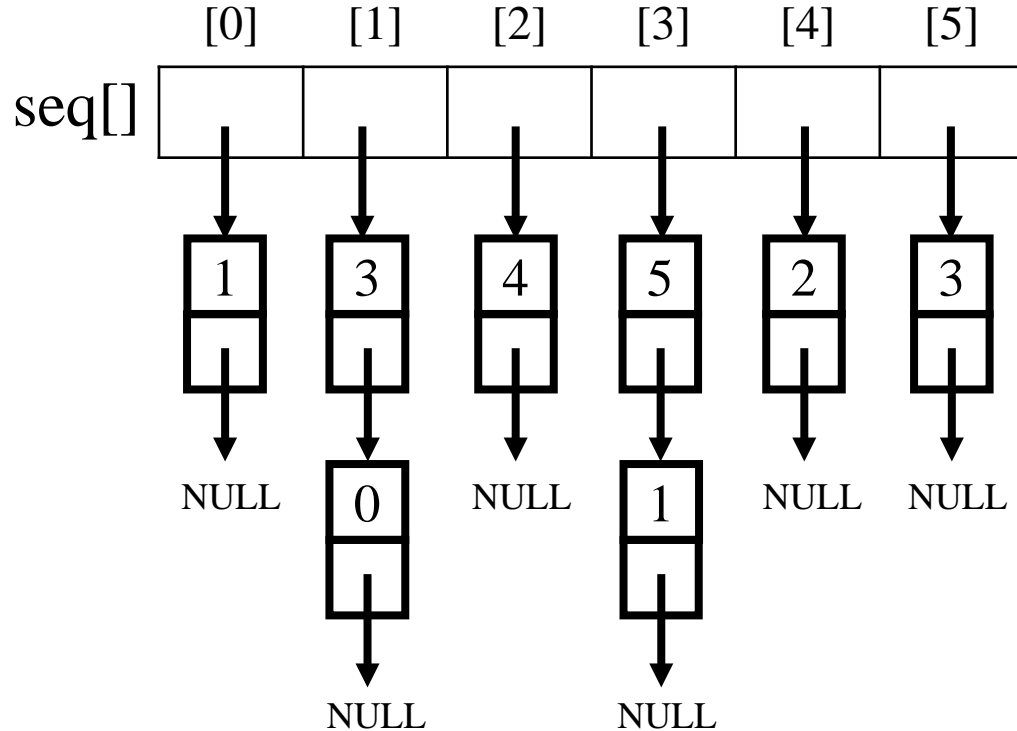 [0] [1] [2] [3] [4] [5]
seq[]
1 3 4 5 2 3
NULL 0 NULL 1 NULL NULL
NULL NULL